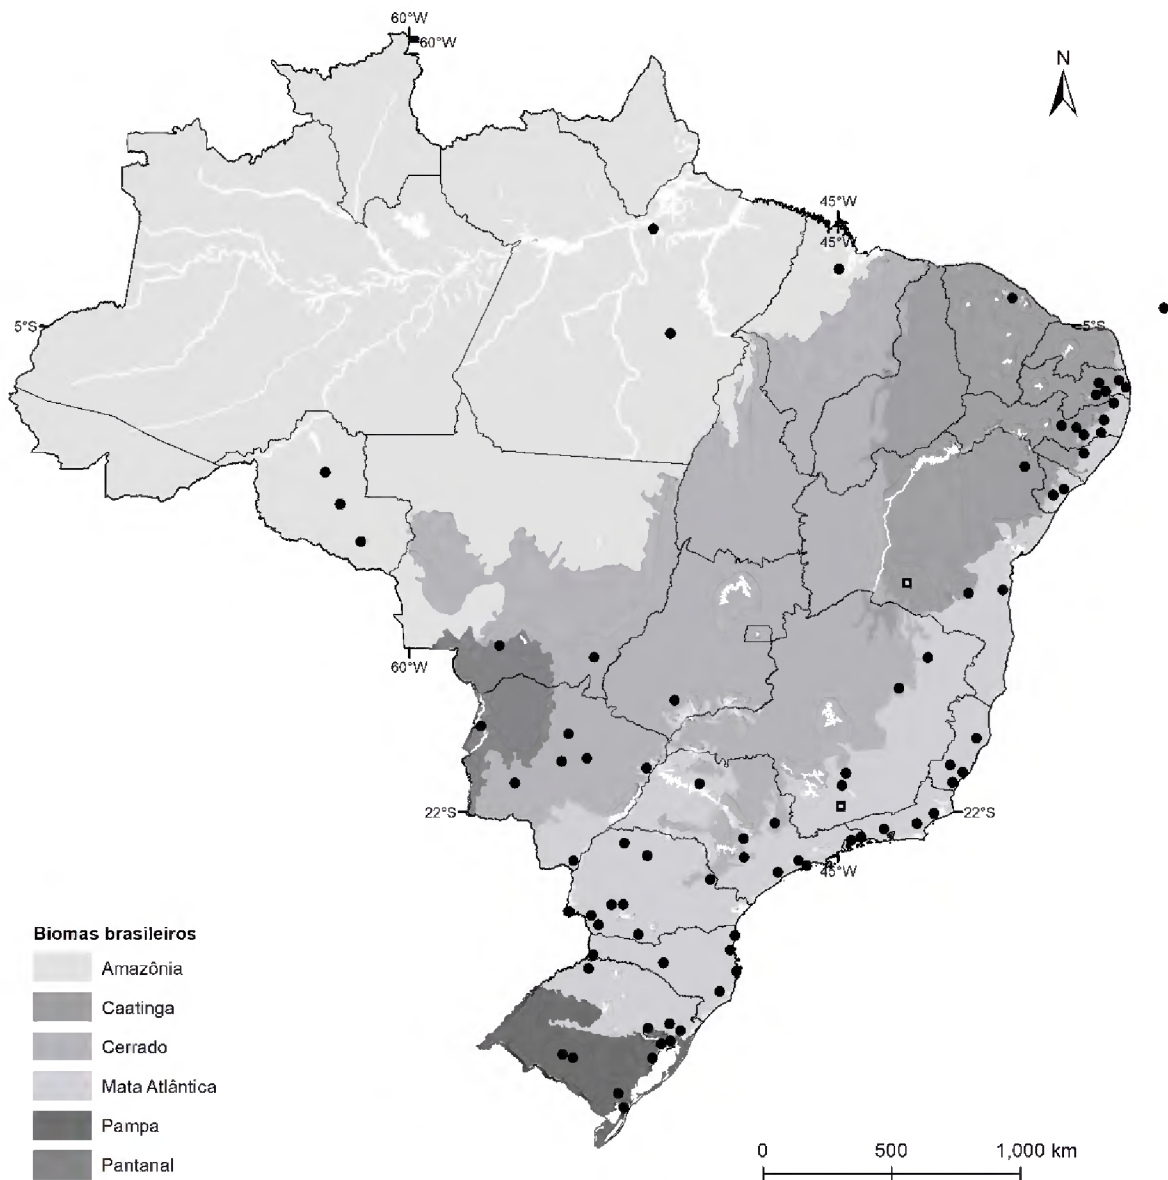 60°W
60°W
N
45°W
45°W
5°S
5°S
60°W
22°S
22°S
45°W
Biomas brasileiros
Amazônia
Caatinga
Cerrado
Mata Atlântica
Pampa
Pantanal
0 500 1,000 km